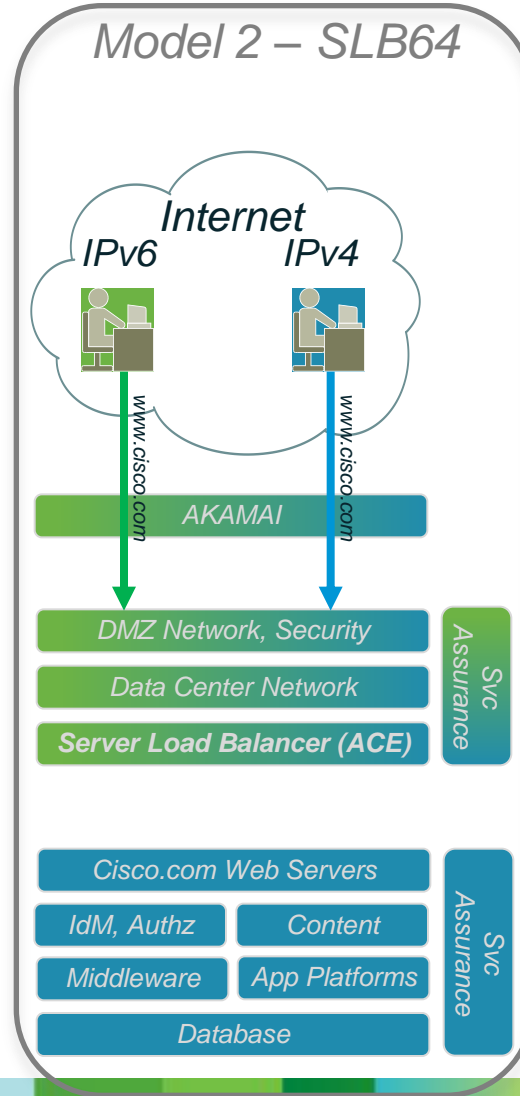 Model 2 – SLB64
Internet
IPv6
IPv4
www.cisco.com
www.cisco.com
AKAMAI
DMZ Network, Security
Data Center Network
Server Load Balancer (ACE)
Svc
Assurance
Cisco.com Web Servers
IdM, Authz
Content
Middleware
App Platforms
Database
Svc
Assurance